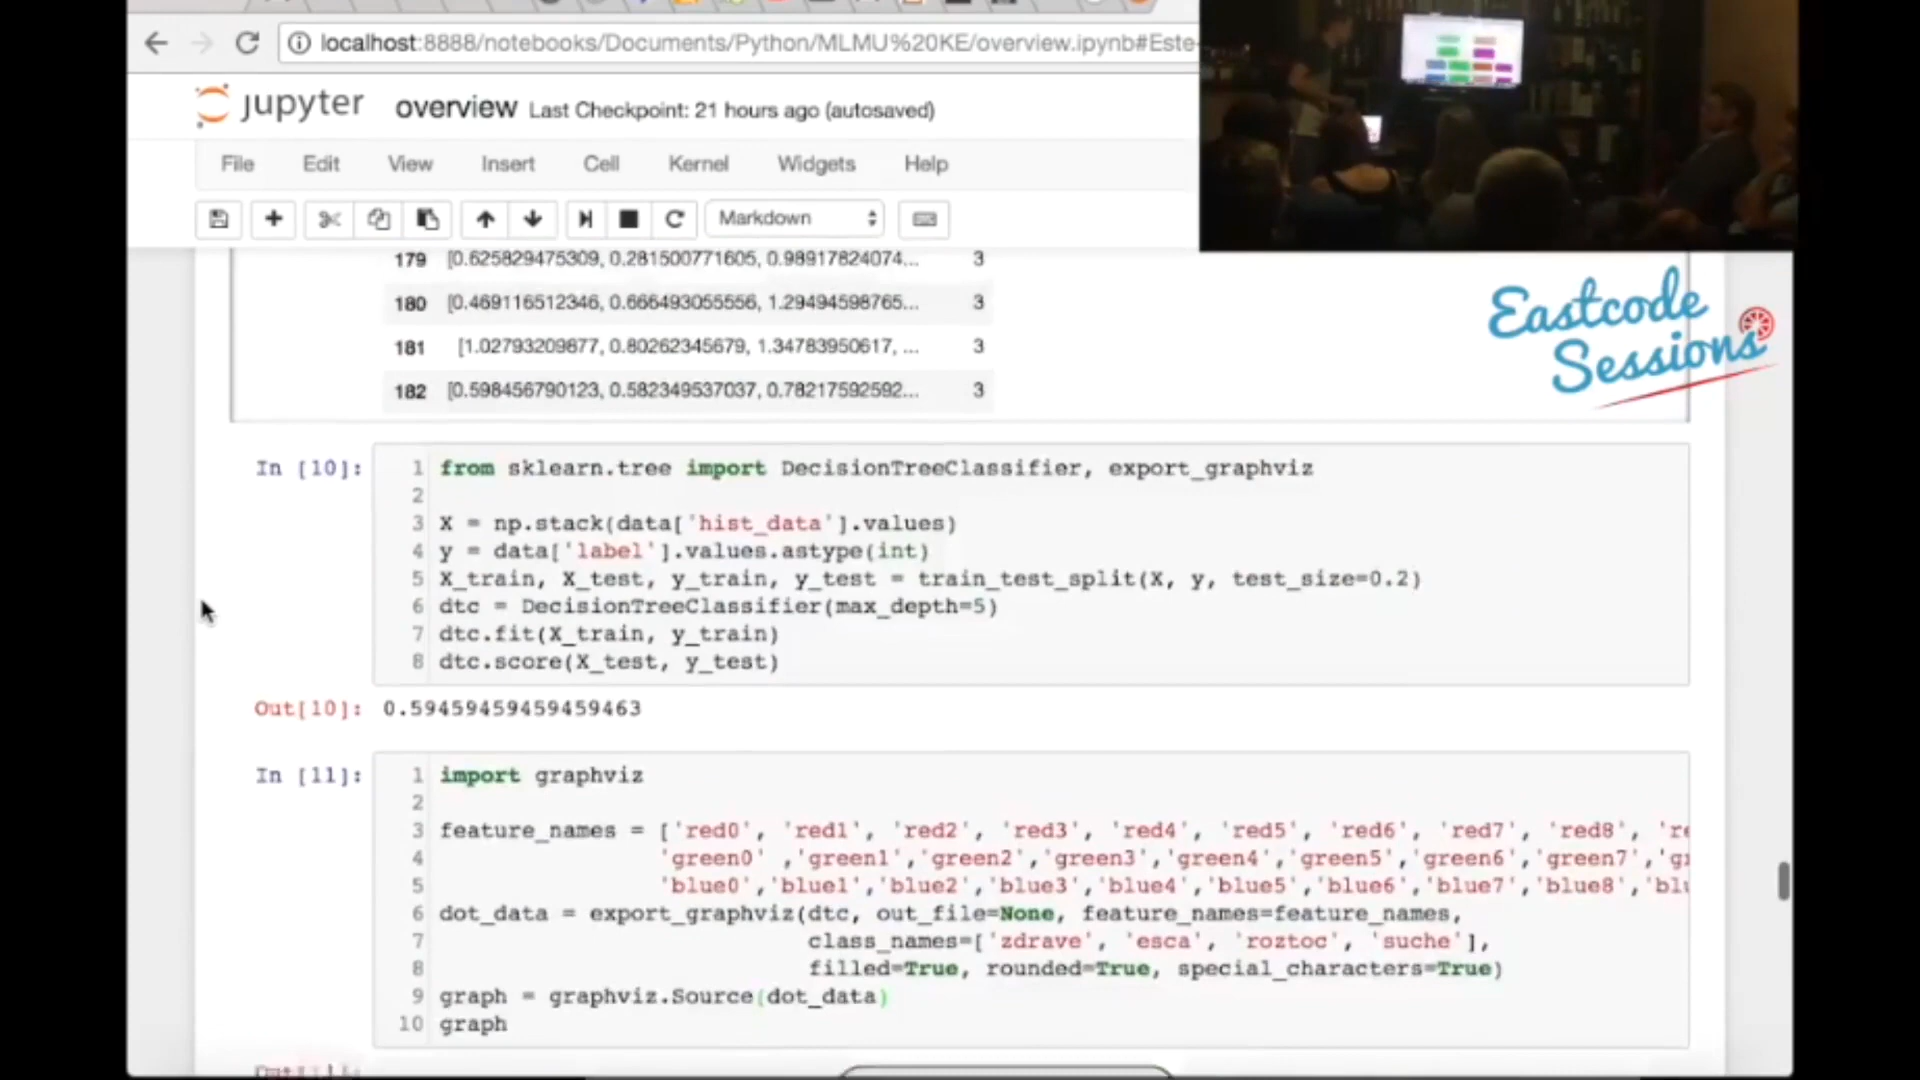 localhost:8888/notebooks/Documents/Python/MLMU%20KE/overview.ipynb#Este-
jupyter overview Last Checkpoint: 21 hours ago (autosaved)
File Edit View Insert Cell Kernel Widgets Help
Markdown
179 [0.625829475309, 0.281500771605, 0.98917824074... 3
180 [0.469116512346, 0.666493055556, 1.29494598765... 3
181 [1.02793209877, 0.80262345679, 1.34783950617, ... 3
182 [0.598456790123, 0.582349537037, 0.78217592592... 3
Eastcode
Sessions
In [10]:
1 from sklearn.tree import DecisionTreeClassifier, export_graphviz
2
3 X = np.stack(data['hist_data'].values)
4 y = data['label'].values.astype(int)
5 X_train, X_test, y_train, y_test = train_test_split(X, y, test_size=0.2)
6 dtc = DecisionTreeClassifier(max_depth=5)
7 dtc.fit(X_train, y_train)
8 dtc.score(X_test, y_test)
Out[10]: 0.59459459459459463
In [11]:
1 import graphviz
2
3 feature_names = ['red0', 'red1', 'red2', 'red3', 'red4', 'red5', 'red6', 'red7', 'red8', 're
4 'green0' ,'green1','green2','green3','green4','green5','green6','green7','g
5 'blue0','blue1','blue2','blue3','blue4','blue5','blue6','blue7','blue8','blu
6 dot_data = export_graphviz(dtc, out_file=None, feature_names=feature_names,
7 class_names=['zdrave', 'esca', 'roztoc', 'suche'],
8 filled=True, rounded=True, special_characters=True)
9 graph = graphviz.Source(dot_data)
10 graph